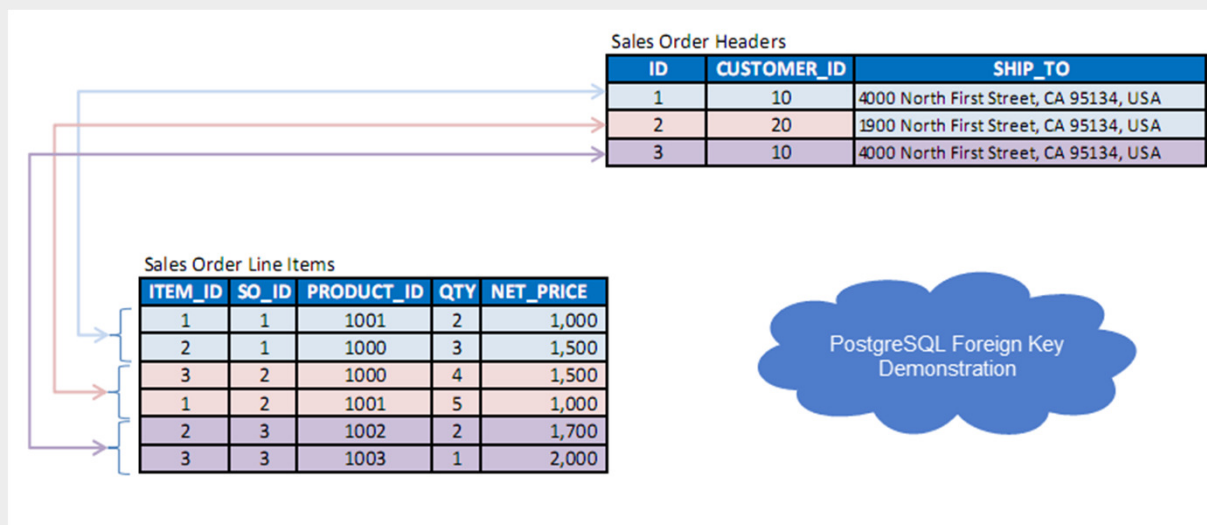 Sales Order Headers
ID CUSTOMER_ID SHIP_TO
1 10 4000 North First Street, CA 95134, USA
2 20 1900 North First Street, CA 95134, USA
3 10 4000 North First Street, CA 95134, USA
Sales Order Line Items
ITEM_ID SO_ID PRODUCT_ID QTY NET_PRICE
1 1 1001 2 1,000
2 1 1000 3 1,500
3 2 1000 4 1,500
1 2 1001 5 1,000
2 3 1002 2 1,700
3 3 1003 1 2,000
PostgreSQL Foreign Key
Demonstration